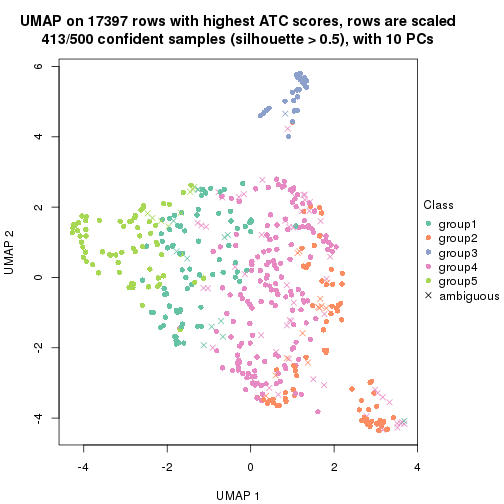 UMAP on 17397 rows with highest ATC scores, rows are scaled
413/500 confident samples (silhouette > 0.5), with 10 PCs
6
4
2
0
-2
-4
UMAP 2
-4
-2
0
2
4
UMAP 1
Class
group1
group2
group3
group4
group5
ambiguous